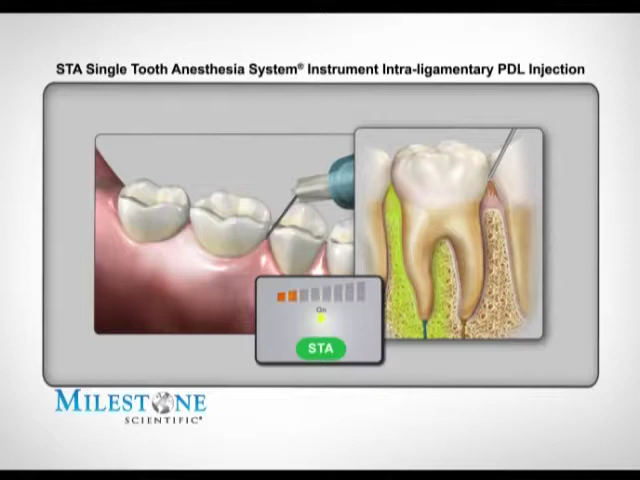 STA Single Tooth Anesthesia System® Instrument Intra-ligamentary PDL Injection
On
STA
MILESTONE
SCIENTIFIC®